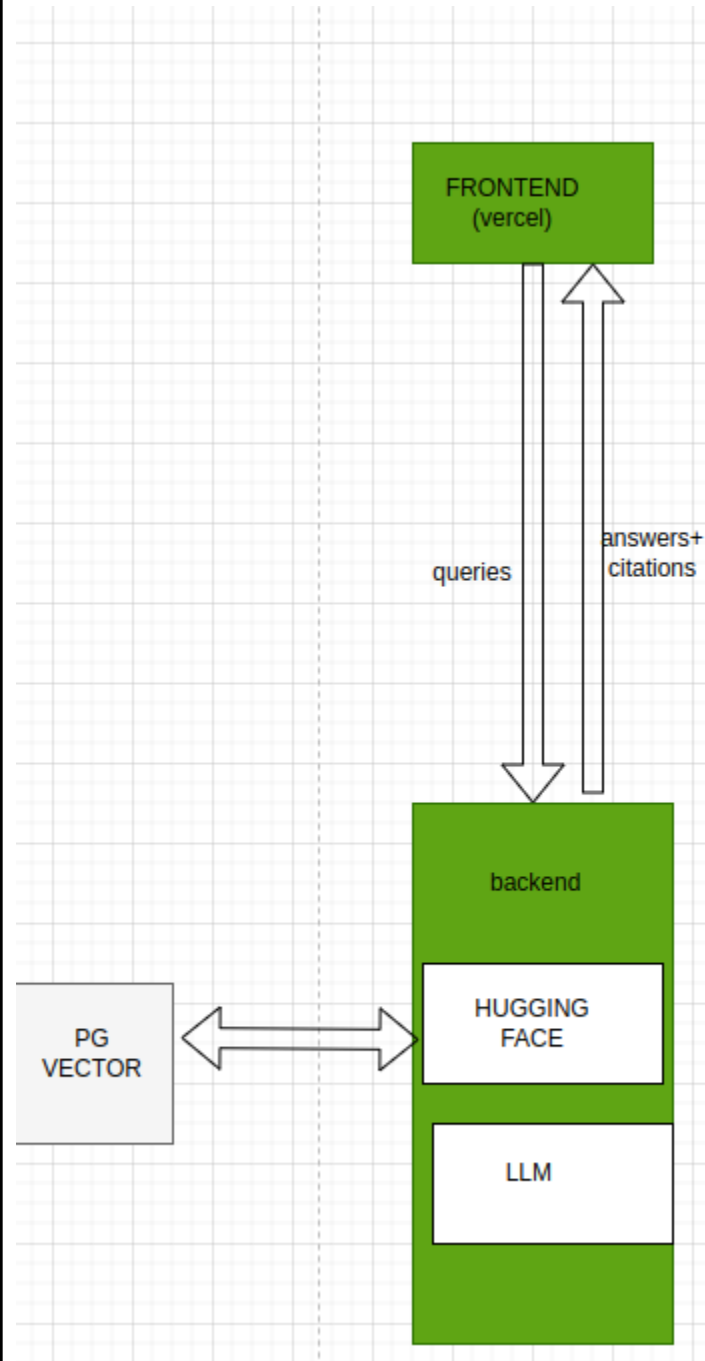 FRONTEND
(vercel)
queries
answers+
citations
backend
HUGGING
FACE
PG
VECTOR
LLM